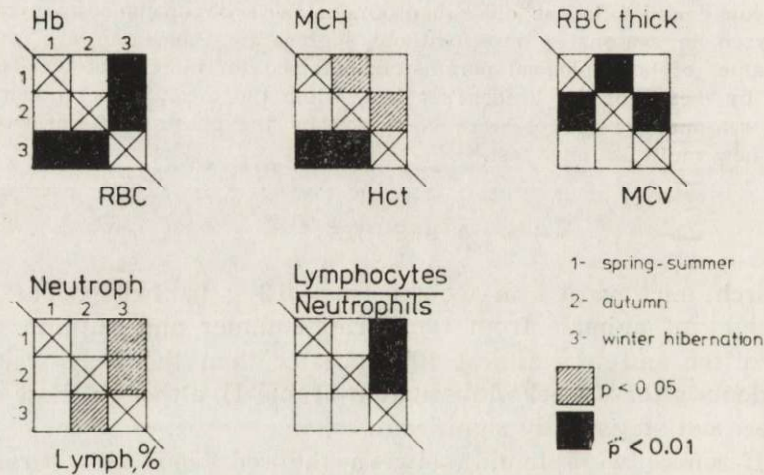 Hb
1 2 3
1
2
3
RBC
MCH
Hct
RBC thick
MCV
Neutroph
1 2 3
1
2
3
Lymph,%
Lymphocytes
Neutrophils
1- spring-summer
2- autumn
3- winter hibernation
p < 0.05
p < 0.01